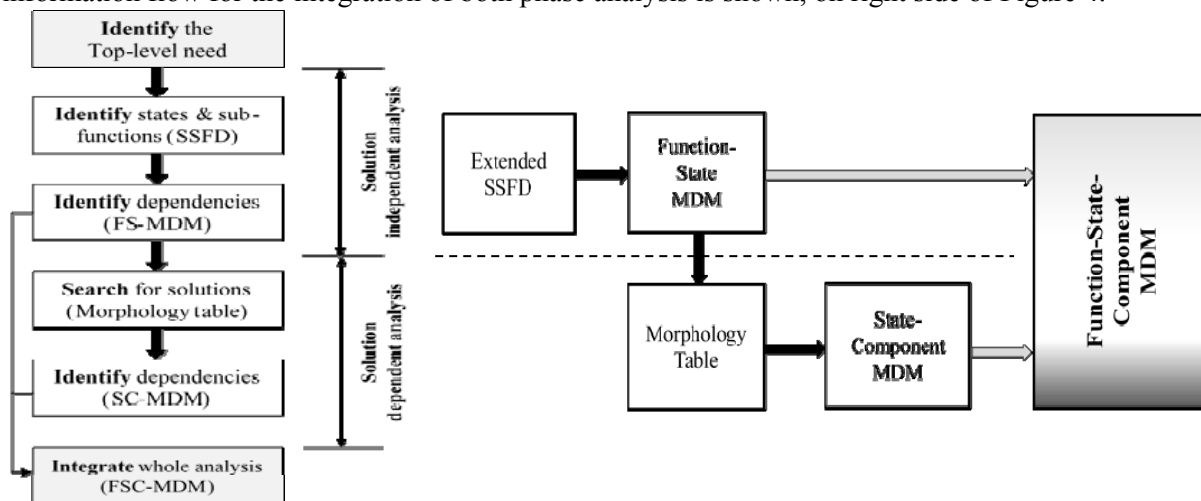 information flow for the integration of both phase analysis is shown, on right side of Figure 4.
Identify the
Top-level need
Identify states & sub-
functions (SSFD)
Identify dependencies
(FS-MDM)
Search for solutions
(Morphology table)
Identify dependencies
(SC-MDM)
Integrate whole analysis
(FSC-MDM)
Solution
independent analysis
Solution
dependent analysis
Extended
SSFD
Function-
State
MDM
Morphology
Table
State-
Component
MDM
Function-State-
Component
MDM